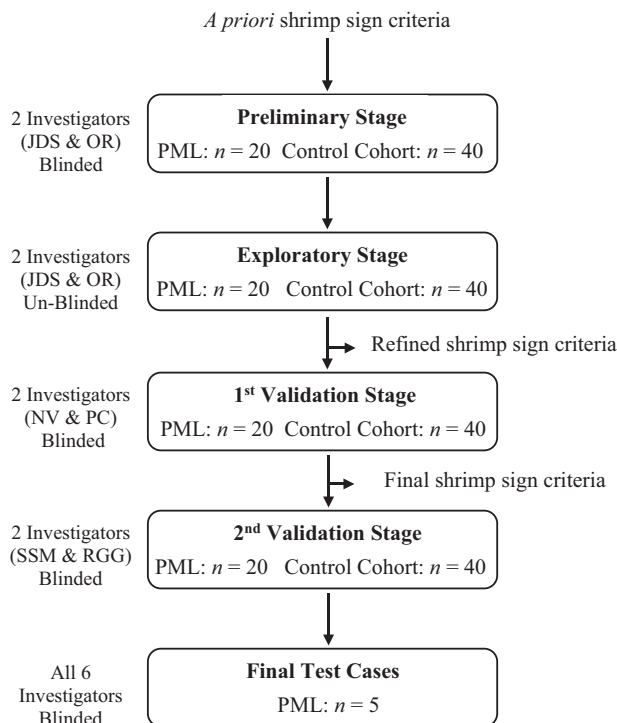 A priori shrimp sign criteria
2 Investigators
(JDS & OR)
Blinded
Preliminary Stage
PML: n = 20 Control Cohort: n = 40
2 Investigators
(JDS & OR)
Un-Blinded
Exploratory Stage
PML: n = 20 Control Cohort: n = 40
Refined shrimp sign criteria
2 Investigators
(NV & PC)
Blinded
1st Validation Stage
PML: n = 20 Control Cohort: n = 40
Final shrimp sign criteria
2 Investigators
(SSM & RGG)
Blinded
2nd Validation Stage
PML: n = 20 Control Cohort: n = 40
All 6
Investigators
Blinded
Final Test Cases
PML: n = 5